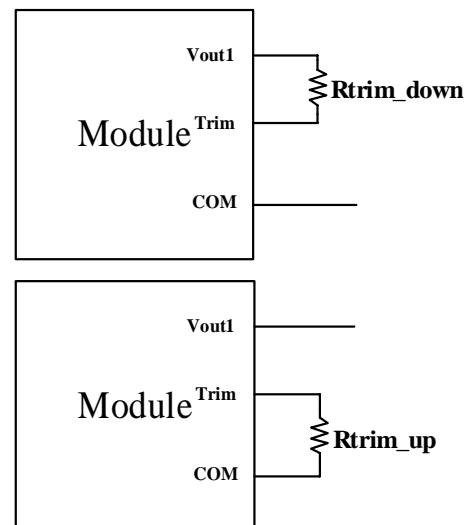 Vout1
Rtrim_down
Module
Trim
COM
Vout1
Trim
Module
Rtrim_up
COM